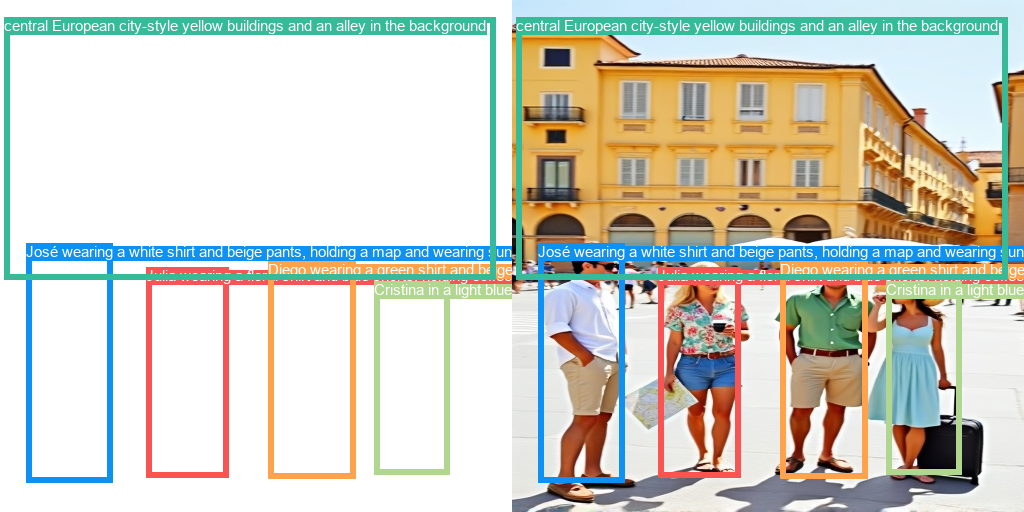 central European city-style yellow buildings and an alley in the background
central European city-style yellow buildings and an alley in the background
José wearing a white shirt and beige pants, holding a map and wearing sun
José wearing a white shirt and beige pants, holding a map and wearing sun
Diego wearing a green shirt and beige
Diego wearing a green shirt and beige
Cristina in a light blue
Cristina in a light blue